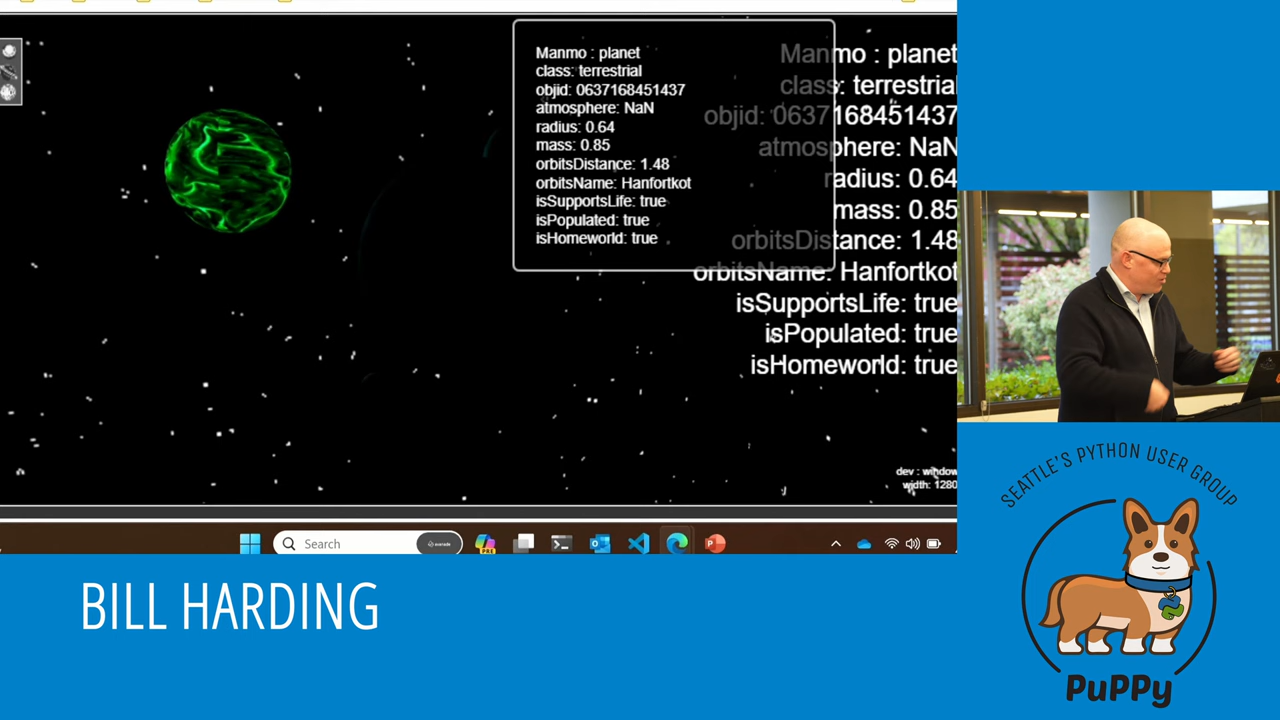 Manmo : planet
class: terrestrial
objid: 0637168451437
atmosphere: NaN
radius: 0.64
mass: 0.85
orbitsDistance: 1.48
orbitsName: Hanfortkot
isSupportsLife: true
isPopulated: true
isHomeworld: true
Manmo : planet
class: terrestrial
objid: 0637168451437
atmosphere: NaN
radius: 0.64
mass: 0.85
orbitsDistance: 1.48
orbitsName: Hanfortkot
isSupportsLife: true
isPopulated: true
isHomeworld: true
dev : window
width: 1280
Search
PRE
BILL HARDING
SEATTLE'S PYTHON USER GROUP
PuPPy